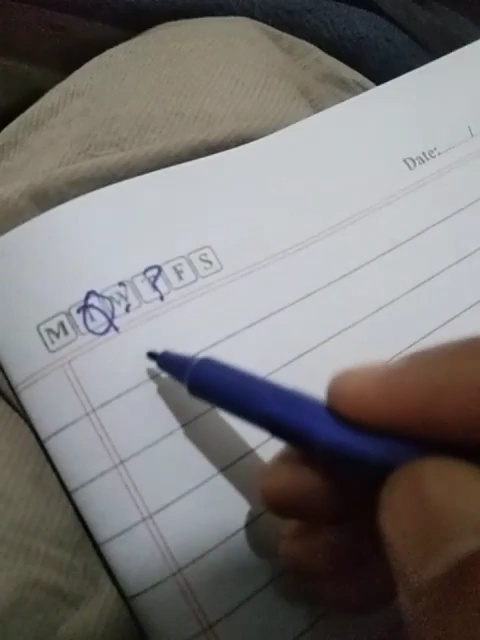 Date:...../
M T W T F S
Q ; ?